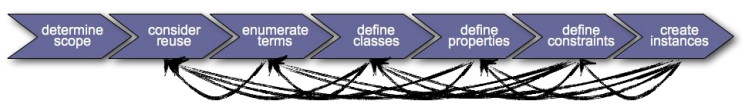 determine
scope
consider
reuse
enumerate
terms
define
classes
define
properties
define
constraints
create
instances